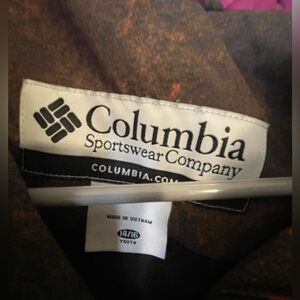 Columbia
Sportswear Company
COLUMBIA.COM
MADE IN VIETNAM
14/16
YOUTH